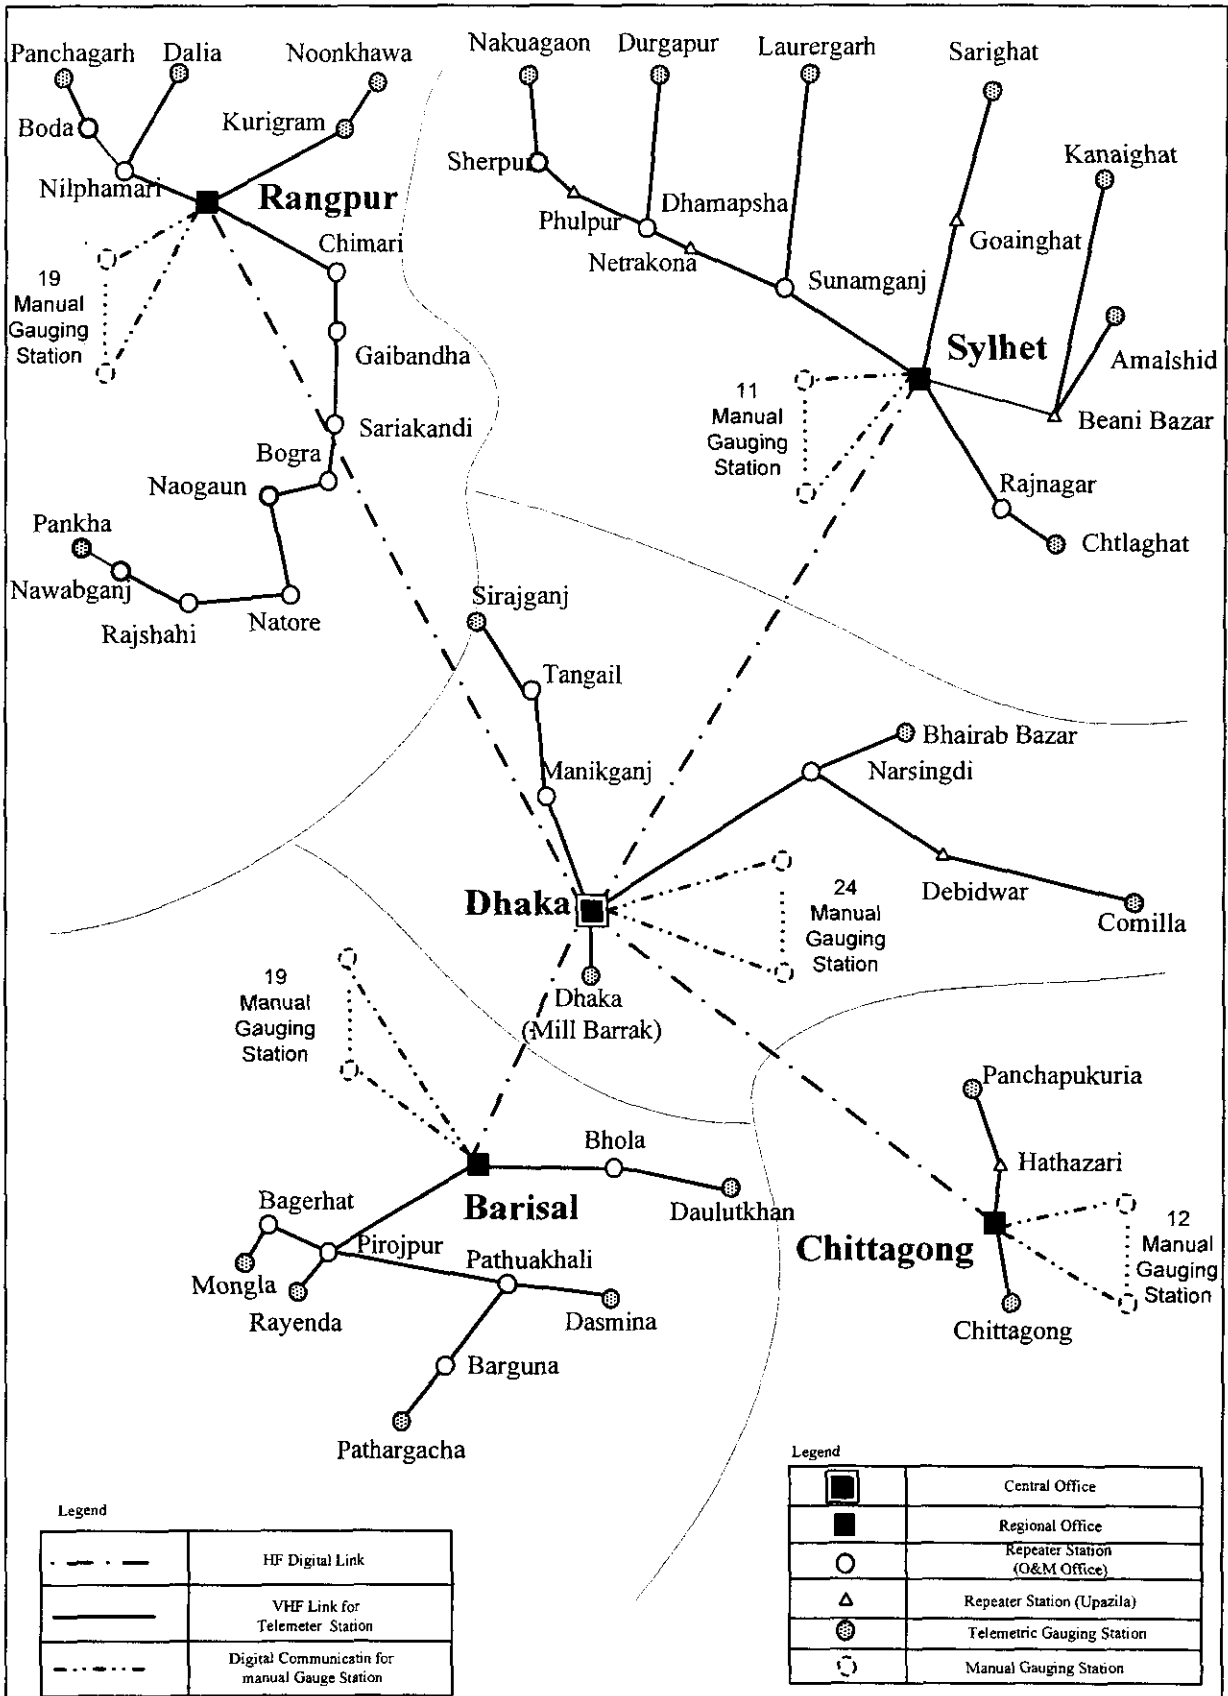 Panchagarh
Dalia
Noonkhawa
Nakuagaon
Durgapur
Laurergarh
Sarighat
Boda
Kurigram
Sherpur
Kanaighat
Nilphamari
Rangpur
Phulpur
Dhamapsha
Goainghat
Chimari
Netrakona
Sunamganj
19
Manual
Gauging
Station
Gaibandha
Sylhet
Amalshid
11
Manual
Gauging
Station
Sariakandi
Beani Bazar
Bogra
Naogaun
Rajnagar
Pankha
Chtlaghat
Nawabganj
Rajshahi
Natore
Sirajganj
Tangail
Bhairab Bazar
Manikganj
Narsingdi
Dhaka
24
Manual
Gauging
Station
Debidwar
Comilla
19
Manual
Gauging
Station
Dhaka
(Mill Barrak)
Panchapukuria
Bhola
Hathazari
Bagerhat
Barisal
Daulutkhan
Pirojpur
Chittagong
12
Manual
Gauging
Station
Mongla
Pathuakhali
Rayenda
Dasmina
Chittagong
Barguna
Pathargacha
Legend
Central Office
Regional Office
Repeater Station
(O&M Office)
Repeater Station (Upazila)
Telemetric Gauging Station
Manual Gauging Station
Legend
HF Digital Link
VHF Link for
Telemeter Station
Digital Communicatin for
manual Gauge Station